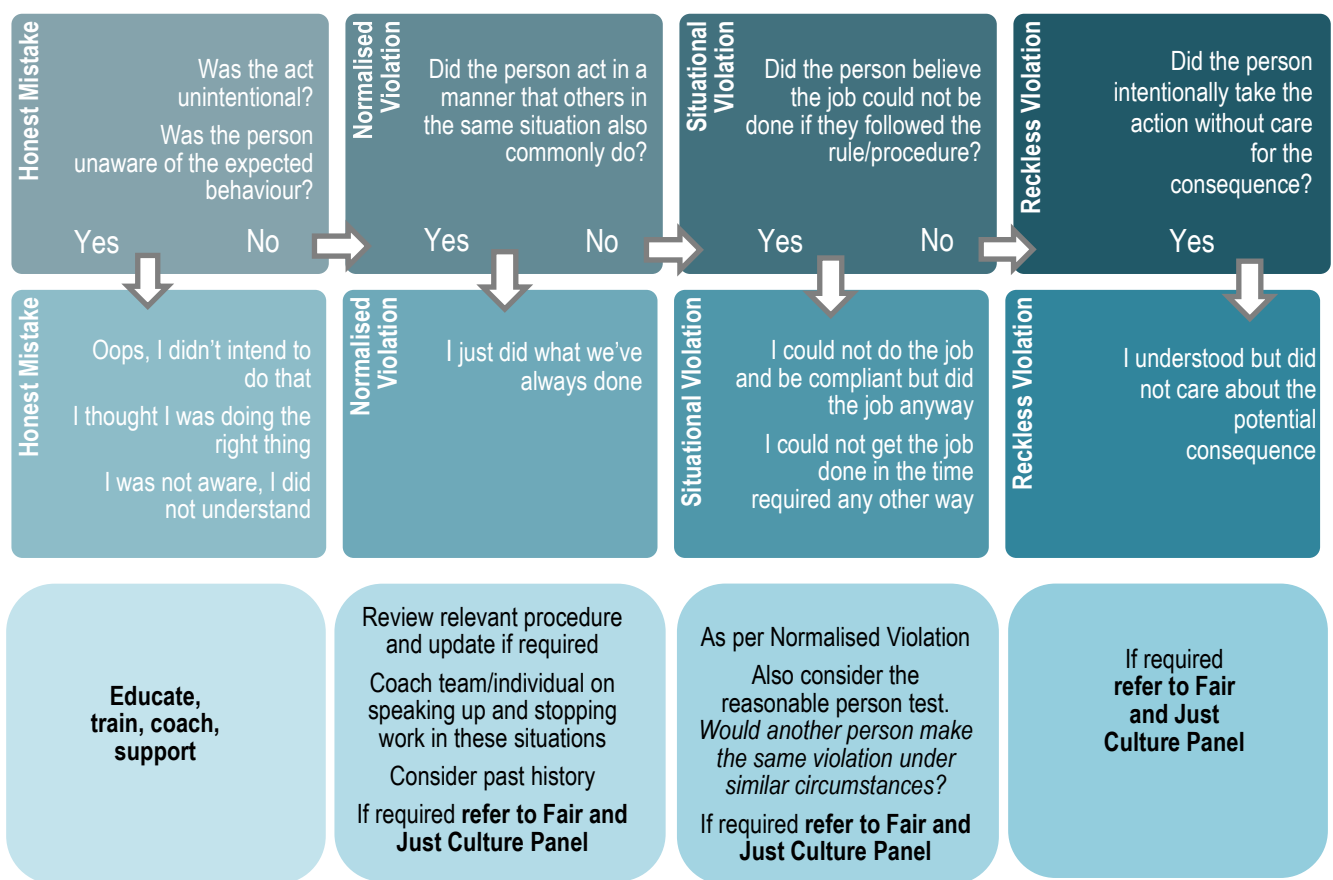 Honest Mistake
Was the act
unintentional?
Was the person
unaware of the expected
behaviour?
Yes
No
Normalised
Violation
Did the person act in a
manner that others in
the same situation also
commonly do?
Yes
No
Situational
Violation
Did the person believe
the job could not be
done if they followed the
rule/procedure?
Yes
No
Reckless Violation
Did the person
intentionally take the
action without care
for the
consequence?
Yes
Honest Mistake
Oops, I didn't intend to
do that
I thought I was doing the
right thing
I was not aware, I did
not understand
Normalised
Violation
I just did what we've
always done
Situational Violation
I could not do the job
and be compliant but did
the job anyway
I could not get the job
done in the time
required any other way
Reckless Violation
I understood but did
not care about the
potential
consequence
Educate,
train, coach,
support
Review relevant procedure
and update if required
Coach team/individual on
speaking up and stopping
work in these situations
Consider past history
If required refer to Fair and
Just Culture Panel
As per Normalised Violation
Also consider the
reasonable person test.
Would another person make
the same violation under
similar circumstances?
If required refer to Fair and
Just Culture Panel
If required
refer to Fair
and Just
Culture Panel